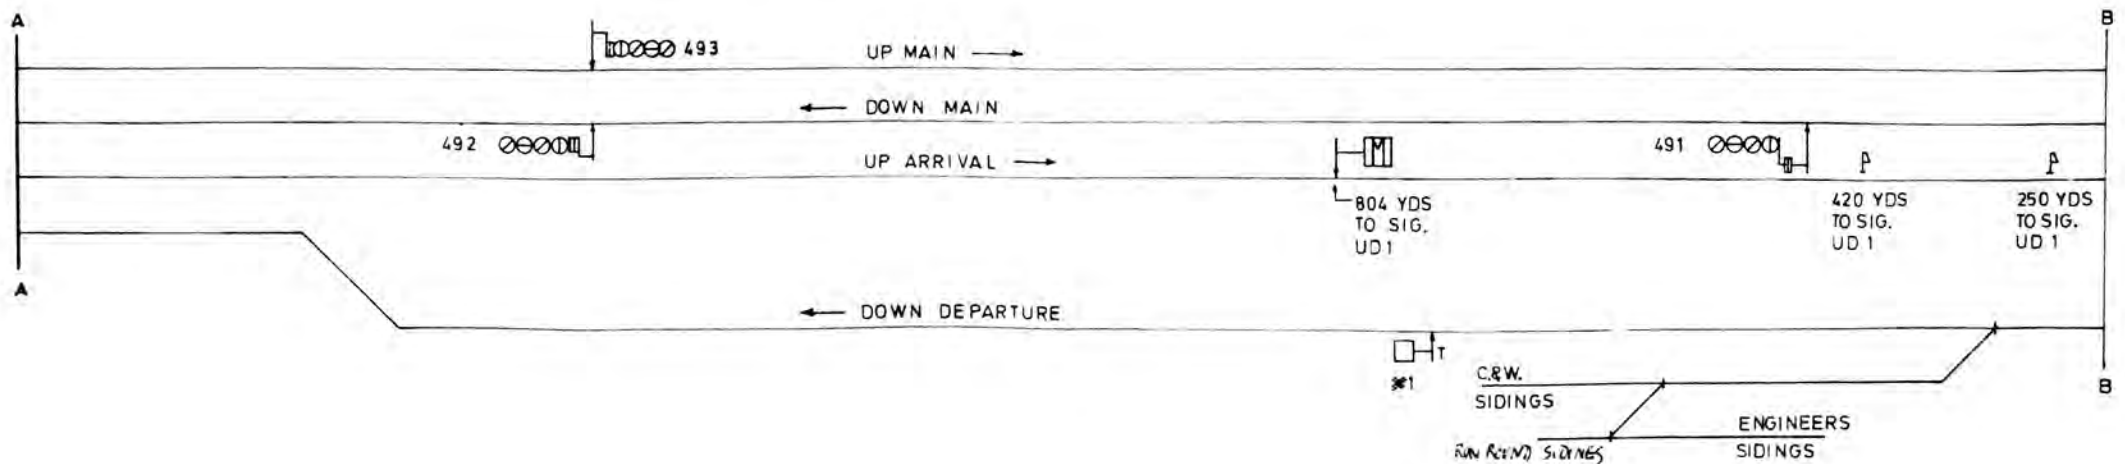 A
B
493
UP MAIN
DOWN MAIN
492
UP ARRIVAL
M
491
804 YDS
TO SIG.
UD1
420 YDS
TO SIG.
UD 1
250 YDS
TO SIG.
UD 1
A
DOWN DEPARTURE
T
※1
C.&W.
SIDINGS
B
ENGINEERS
SIDINGS
RUN ROUND SIDINGS